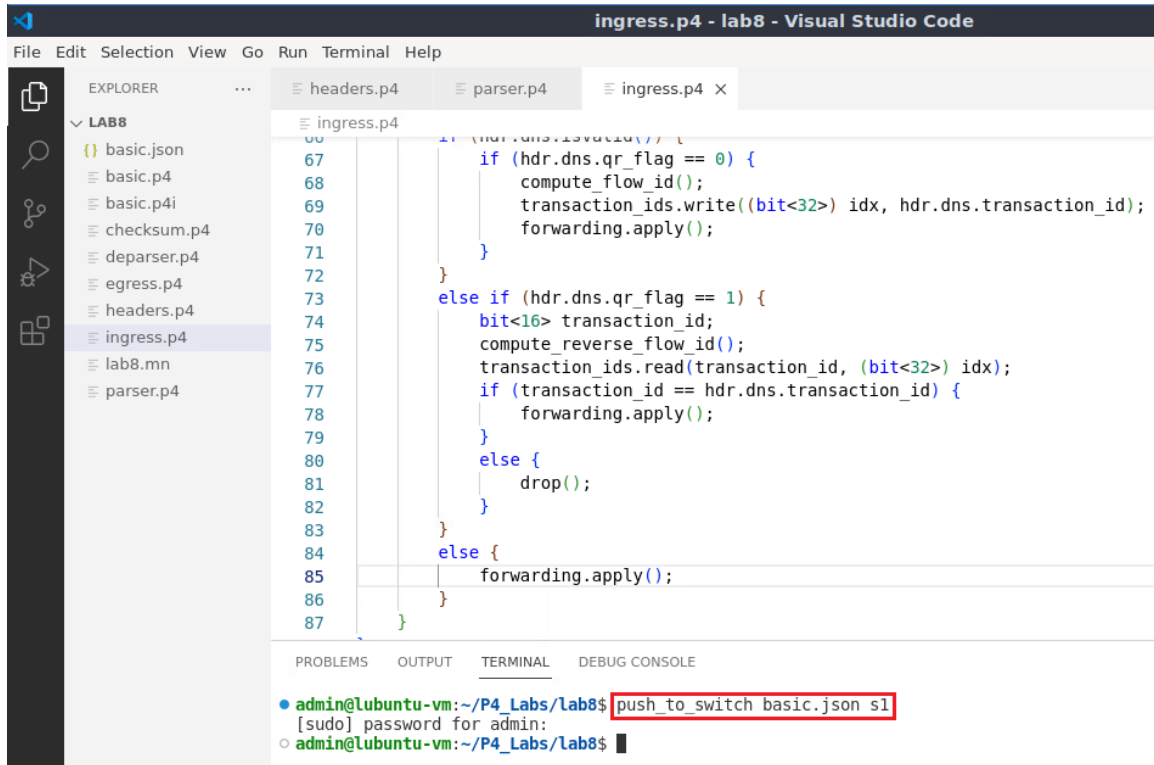 ingress.p4 - lab8 - Visual Studio Code
File Edit Selection View Go Run Terminal Help
EXPLORER ...
headers.p4 parser.p4 ingress.p4
LAB8
ingress.p4
{} basic.json
basic.p4
basic.p4i
checksum.p4
deparser.p4
egress.p4
headers.p4
ingress.p4
lab8.mn
parser.p4
66 if (hdr.dns.isValid()) {
67 if (hdr.dns.qr_flag == 0) {
68 compute_flow_id();
69 transaction_ids.write((bit<32>) idx, hdr.dns.transaction_id);
70 forwarding.apply();
71 }
72 }
73 else if (hdr.dns.qr_flag == 1) {
74 bit<16> transaction_id;
75 compute_reverse_flow_id();
76 transaction_ids.read(transaction_id, (bit<32>) idx);
77 if (transaction_id == hdr.dns.transaction_id) {
78 forwarding.apply();
79 }
80 else {
81 drop();
82 }
83 }
84 else {
85 forwarding.apply();
86 }
87 }
PROBLEMS OUTPUT TERMINAL DEBUG CONSOLE
admin@lubuntu-vm:~/P4_Labs/lab8$ push_to_switch basic.json s1
[sudo] password for admin:
admin@lubuntu-vm:~/P4_Labs/lab8$